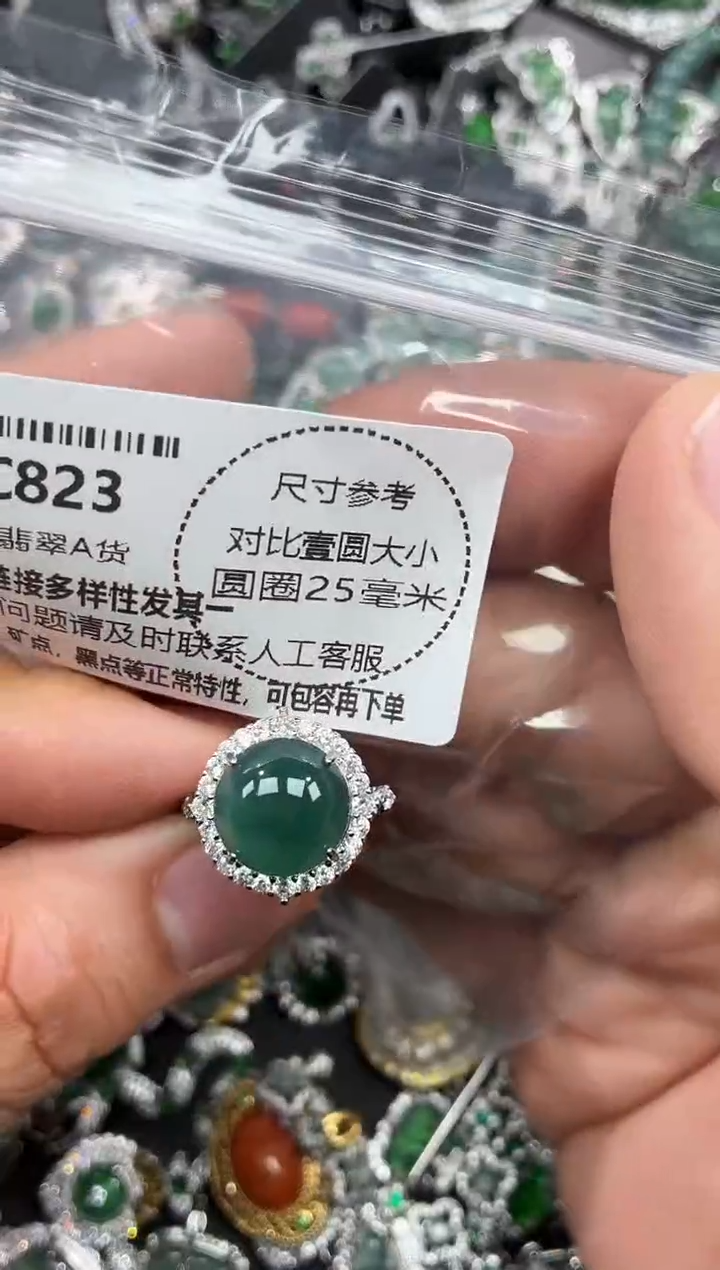 C823
翡翠A货
链接多样性发其一
问题请及时联系人工客服
矿点，黑点等正常特性，可包容再下单
尺寸参考
对比壹圆大小
圆圈25毫米